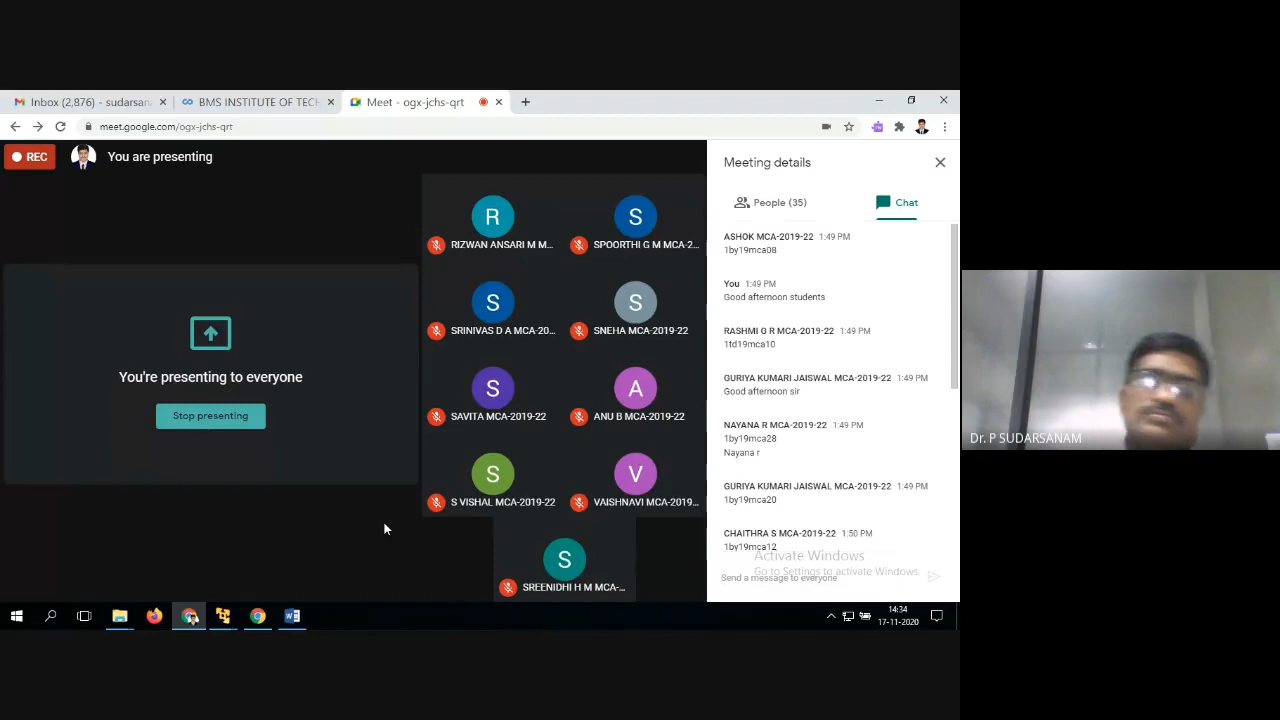 Inbox (2,876) - sudarsan
BMS INSTITUTE OF TECH
Meet - ogx-jchs-qrt
meet.google.com/ogx-jchs-qrt
REC
You are presenting
You're presenting to everyone
Stop presenting
R
RIZWAN ANSARI M M...
S
SPOORTHI G M MCA-2...
S
SRINIVAS D A MCA-20...
S
SNEHA MCA-2019-22
S
SAVITA MCA-2019-22
A
ANU B MCA-2019-22
S
S VISHAL MCA-2019-22
V
VAISHNAVI MCA-2019...
S
SREENIDHI H M MCA-...
Meeting details
People (35)
Chat
ASHOK MCA-2019-22 1:49 PM
1by19mca08
You 1:49 PM
Good afternoon students
RASHMI G R MCA-2019-22 1:49 PM
1td19mca10
GURIYA KUMARI JAISWAL MCA-2019-22 1:49 PM
Good afternoon sir
NAYANA R MCA-2019-22 1:49 PM
1by19mca28
Nayana r
GURIYA KUMARI JAISWAL MCA-2019-22 1:49 PM
1by19mca20
CHAITHRA S MCA-2019-22 1:50 PM
1by19mca12
Activate Windows
Go to Settings to activate Windows.
Send a message to everyone
14:34
17-11-2020
Dr. P SUDARSANAM